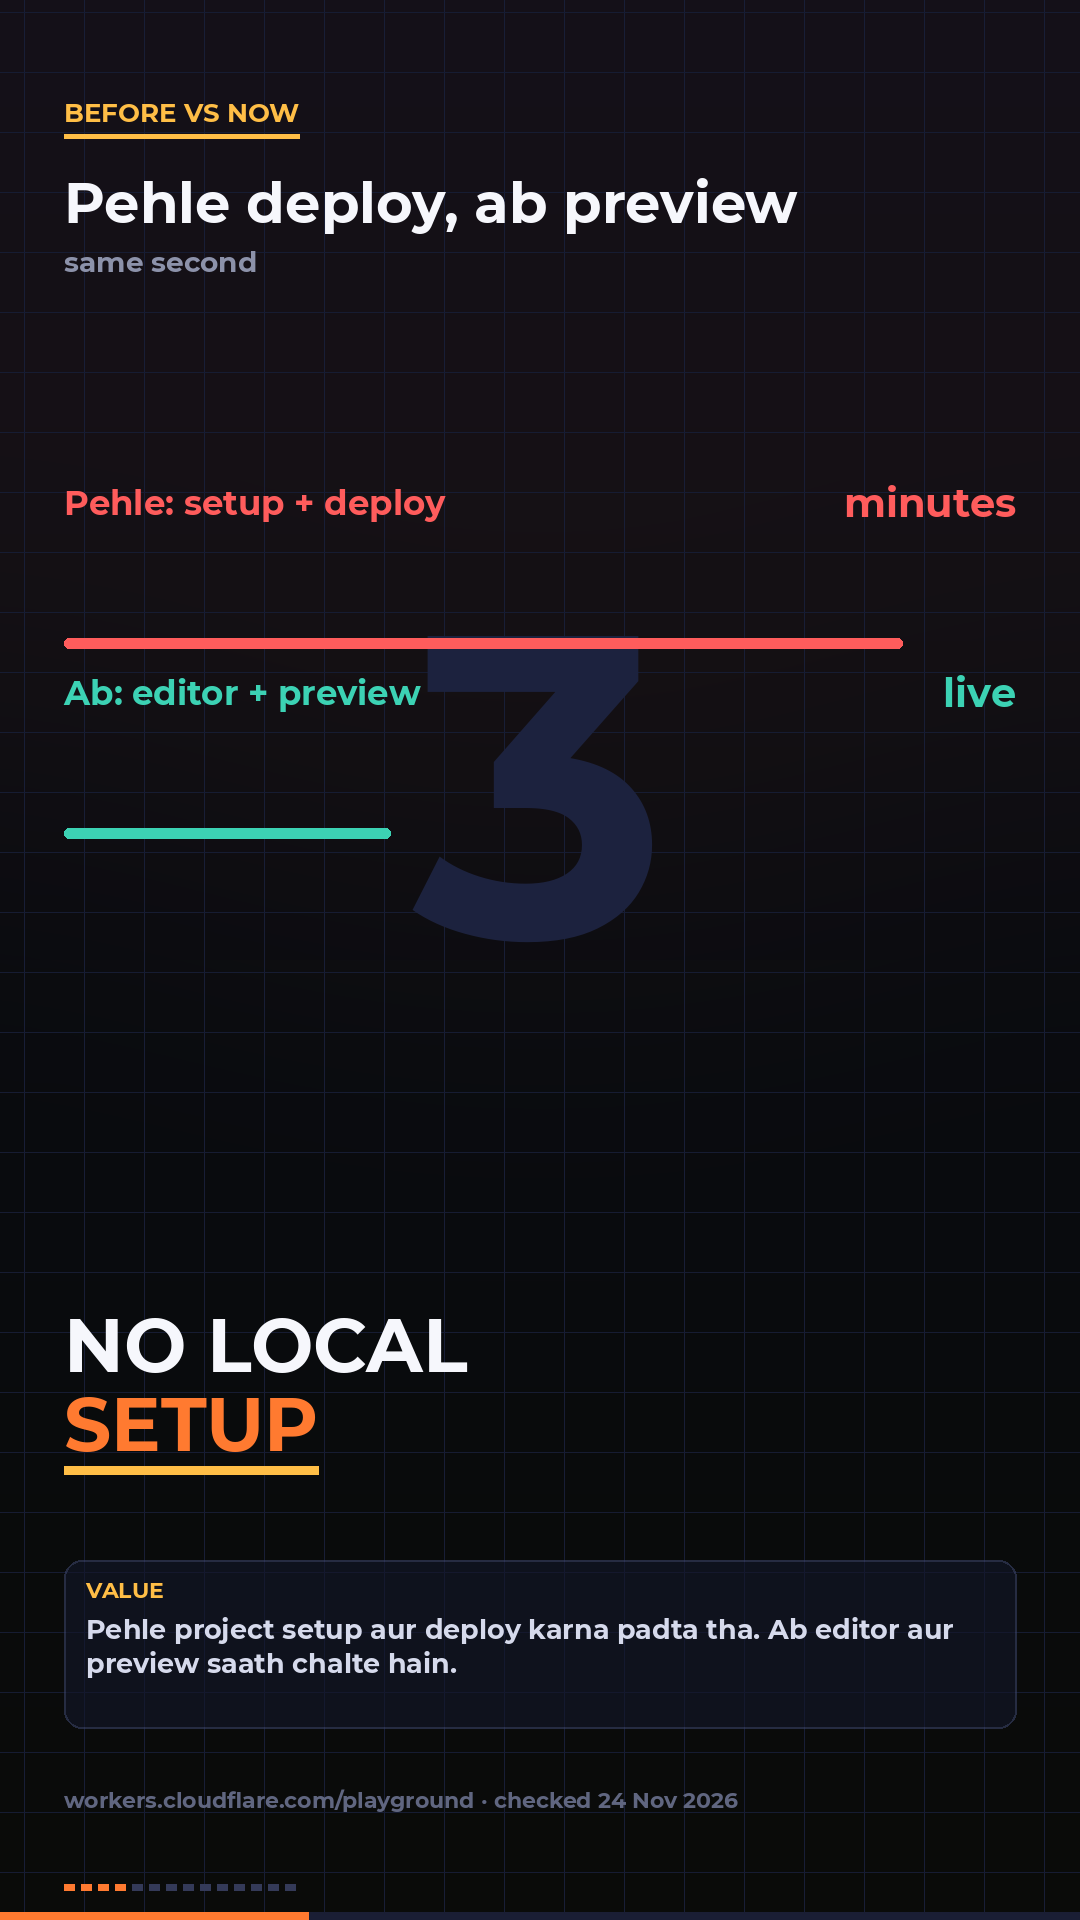 BEFORE VS NOW
Pehle deploy, ab preview
same second
Pehle: setup + deploy
minutes
Ab: editor + preview
live
3
NO LOCAL
SETUP
VALUE
Pehle project setup aur deploy karna padta tha. Ab editor aur
preview saath chalte hain.
workers.cloudflare.com/playground · checked 24 Nov 2026